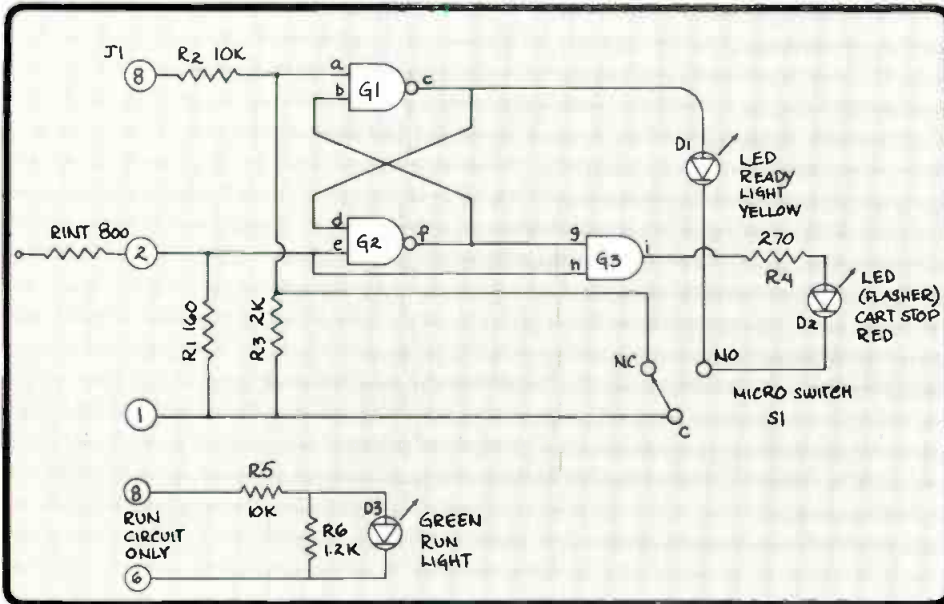 J1
8
R2 10K
a
b
G1
c
D1
LED
READY
LIGHT
YELLOW
RINT 800
2
d
e
G2
f
g
h
G3
i
270
R4
LED
(FLASHER)
CART STOP
RED
D2
R1 160
R3 2K
NC
NO
MICRO SWITCH
S1
C
1
8
RUN
CIRCUIT
ONLY
6
R5
10K
R6
1.2K
D3
GREEN
RUN
LIGHT